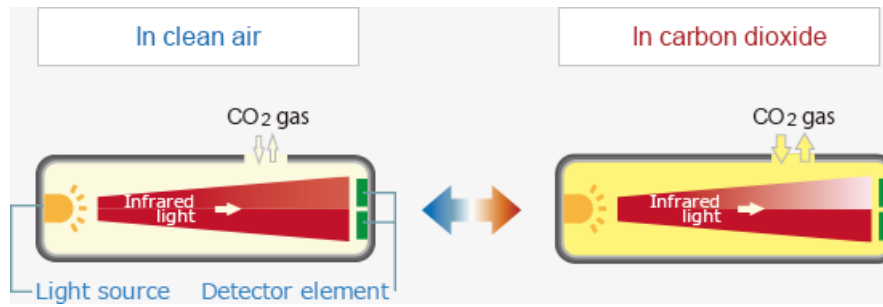 In clean air
In carbon dioxide
CO2 gas
CO2 gas
Infrared
light
Infrared
light
Light source
Detector element